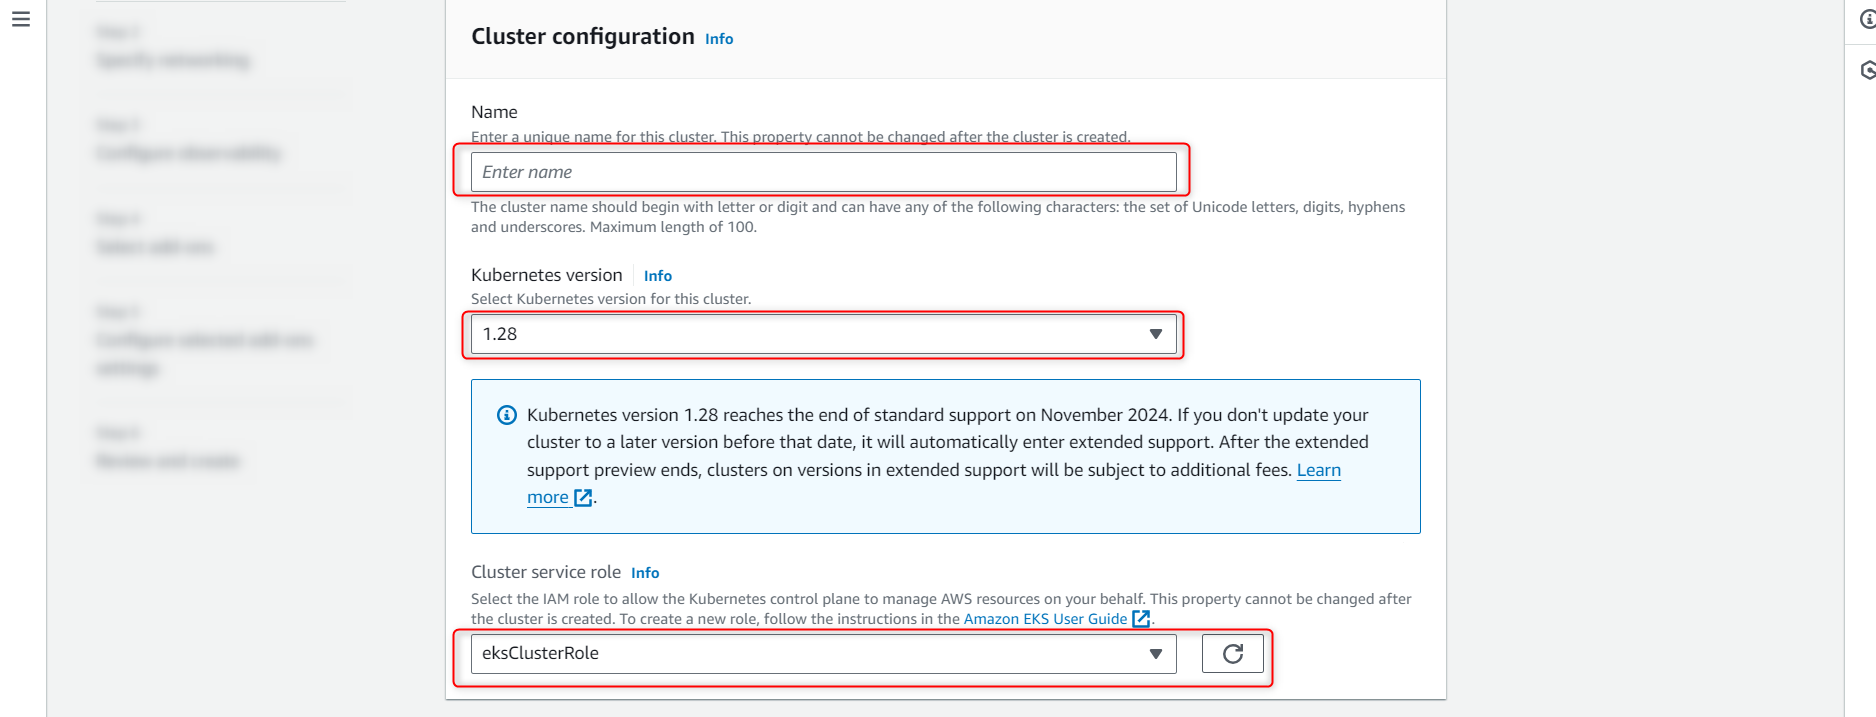 Cluster configuration Info
Name
Enter a unique name for this cluster. This property cannot be changed after the cluster is created.
Enter name
The cluster name should begin with letter or digit and can have any of the following characters: the set of Unicode letters, digits, hyphens
and underscores. Maximum length of 100.
Kubernetes version Info
Select Kubernetes version for this cluster.
1.28
Kubernetes version 1.28 reaches the end of standard support on November 2024. If you don't update your
cluster to a later version before that date, it will automatically enter extended support. After the extended
support preview ends, clusters on versions in extended support will be subject to additional fees. Learn
more.
Cluster service role Info
Select the IAM role to allow the Kubernetes control plane to manage AWS resources on your behalf. This property cannot be changed after
the cluster is created. To create a new role, follow the instructions in the Amazon EKS User Guide.
eksClusterRole